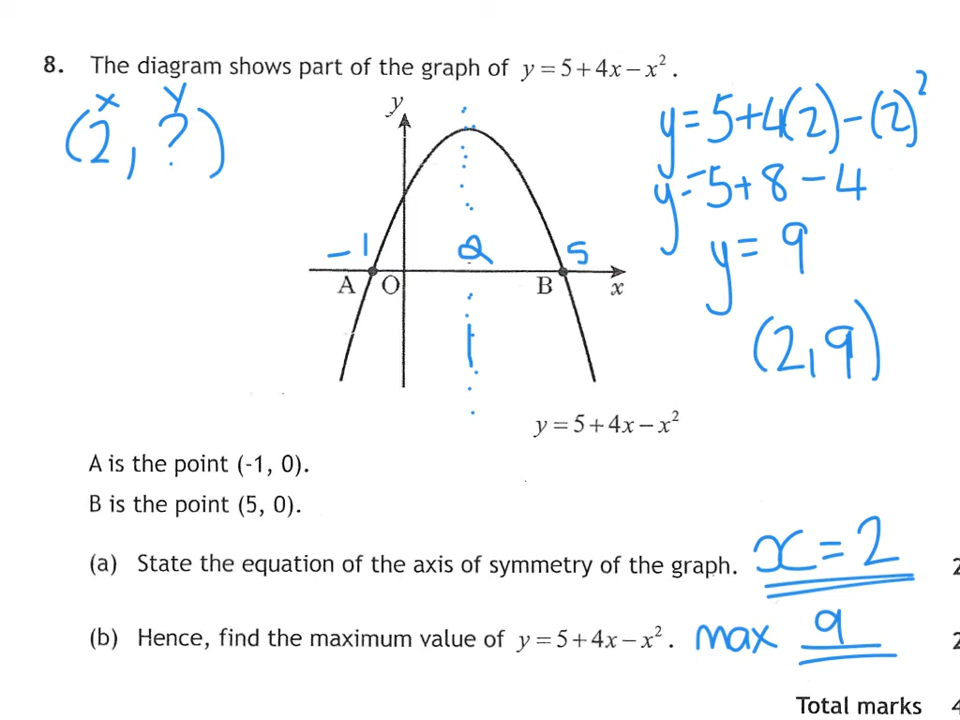 8. The diagram shows part of the graph of y = 5 + 4x – x².
x y
(2, ?)
y = 5+4(2) – (2)²
y = 5+8 – 4
y = 9
(2, 9)
y
-1 2 5
A O B x
y = 5 + 4x – x²
A is the point (-1, 0).
B is the point (5, 0).
(a) State the equation of the axis of symmetry of the graph. x = 2
(b) Hence, find the maximum value of y = 5 + 4x – x². max 9
Total marks